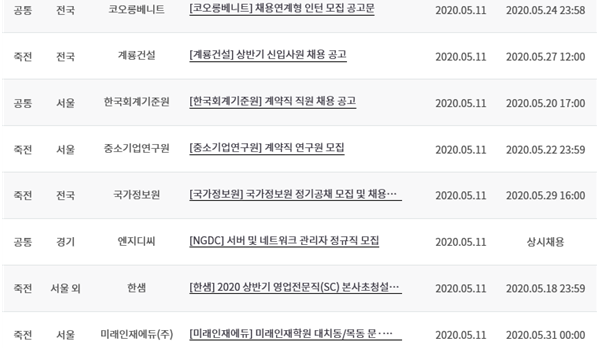 공통 전국 코오롱베니트 [코오롱베니트] 채용연계형 인턴 모집 공고문 2020.05.11 2020.05.24 23:58
죽전 전국 계룡건설 [계룡건설] 상반기 신입사원 채용 공고 2020.05.11 2020.05.27 12:00
공통 서울 한국회계기준원 [한국회계기준원] 계약직 직원 채용 공고 2020.05.11 2020.05.20 17:00
죽전 서울 중소기업연구원 [중소기업연구원] 계약직 연구원 모집 2020.05.11 2020.05.22 23:59
죽전 전국 국가정보원 [국가정보원] 국가정보원 정기공채 모집 및 채용… 2020.05.11 2020.05.29 16:00
공통 경기 엔지디씨 [NGDC] 서버 및 네트워크 관리자 정규직 모집 2020.05.11 상시채용
죽전 서울 외 한샘 [한샘] 2020 상반기 영업전문직(SC) 본사초청설… 2020.05.11 2020.05.18 23:59
죽전 서울 미래인재에듀(주) [미래인재에듀] 미래인재학원 대치동/목동 문·… 2020.05.11 2020.05.31 00:00